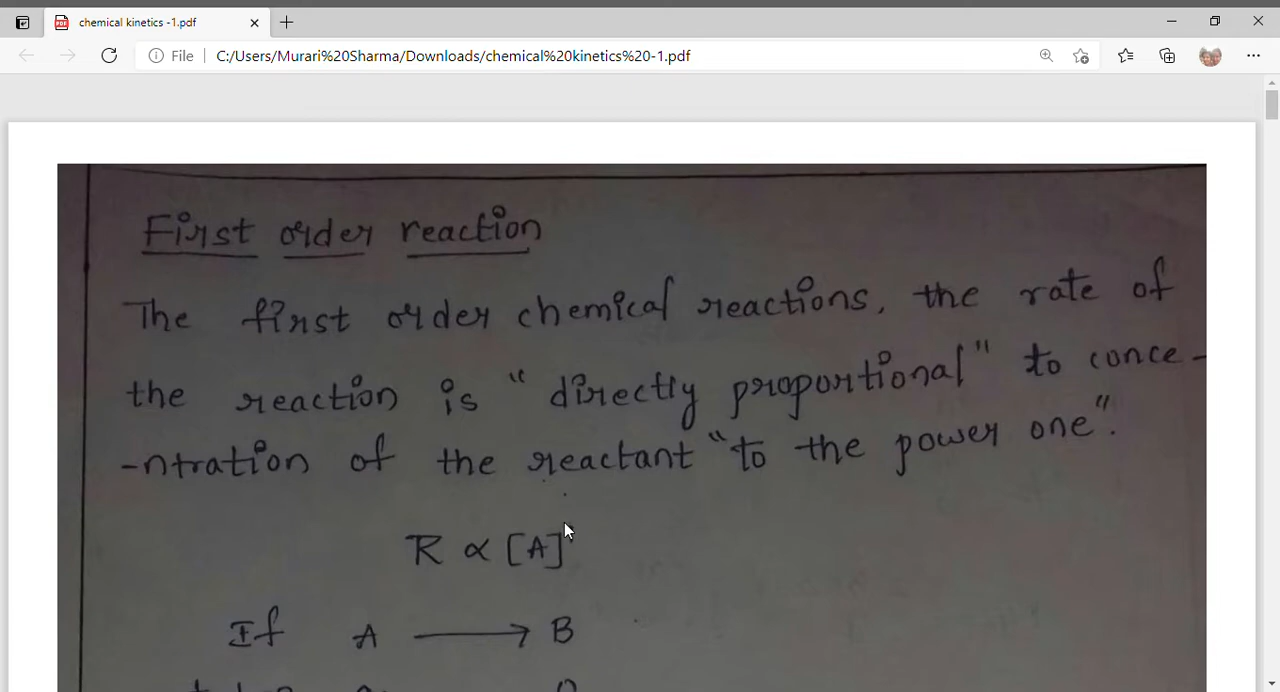 chemical kinetics -1.pdf
File
C:/Users/Murari%20Sharma/Downloads/chemical%20kinetics%20-1.pdf
First order reaction
The first order chemical reactions, the rate of
the reaction is "directly proportional" to conce-
-ntration of the reactant "to the power one".
R ∝ [A]
If A ⟶ B